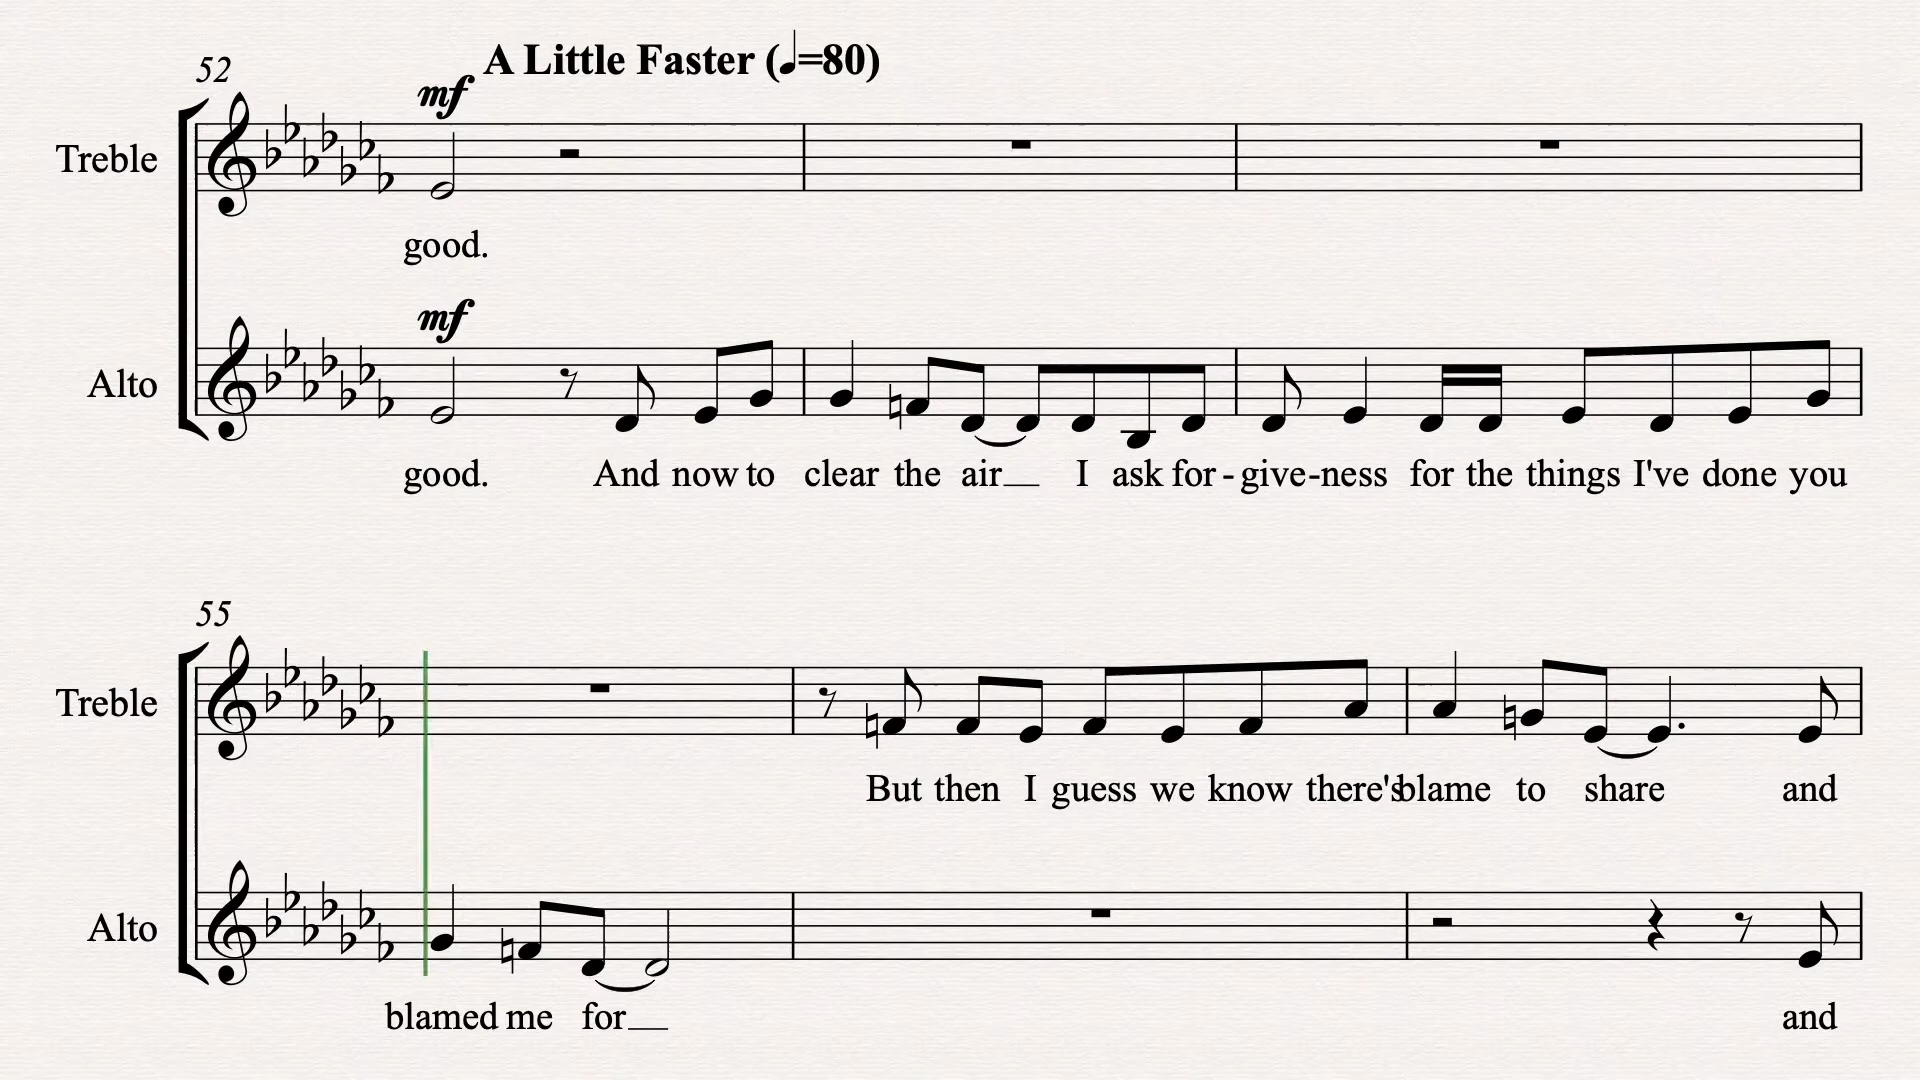 52
A Little Faster (♩=80)
mf
Treble
good.
mf
Alto
good. And now to clear the air__ I ask for-give-ness for the things I've done you
55
Treble
But then I guess we know there's blame to share and
Alto
blamed me for__ and